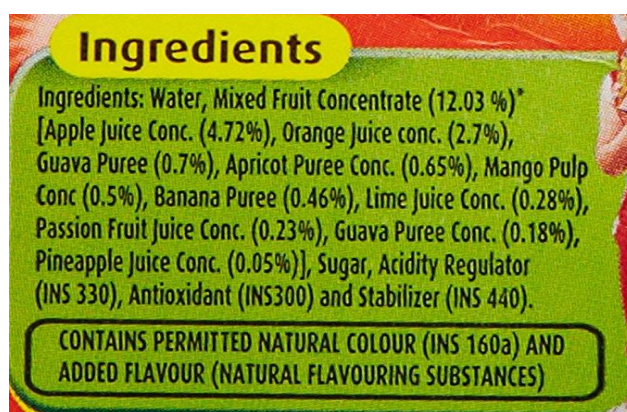 Ingredients
Ingredients: Water, Mixed Fruit Concentrate (12.03 %)*
[Apple Juice Conc. (4.72%), Orange Juice conc. (2.7%),
Guava Puree (0.7%), Apricot Puree Conc. (0.65%), Mango Pulp
Conc (0.5%), Banana Puree (0.46%), Lime Juice Conc. (0.28%),
Passion Fruit Juice Conc. (0.23%), Guava Puree Conc. (0.18%),
Pineapple Juice Conc. (0.05%)], Sugar, Acidity Regulator
(INS 330), Antioxidant (INS300) and Stabilizer (INS 440).
CONTAINS PERMITTED NATURAL COLOUR (INS 160a) AND
ADDED FLAVOUR (NATURAL FLAVOURING SUBSTANCES)